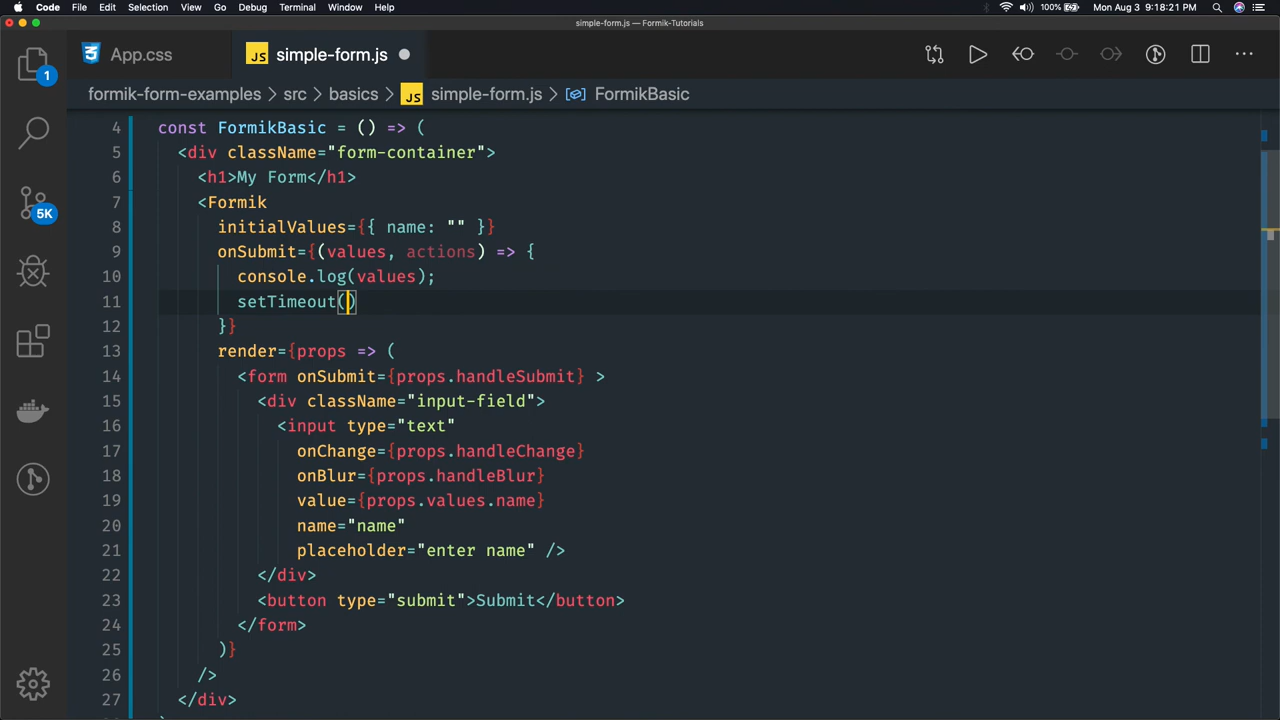 Code File Edit Selection View Go Debug Terminal Window Help 100% Mon Aug 3 9:18:21 PM
simple-form.js — Formik-Tutorials
App.css JS simple-form.js
formik-form-examples > src > basics > JS simple-form.js > FormikBasic
1
5K
4 const FormikBasic = () => (
5 <div className="form-container">
6 <h1>My Form</h1>
7 <Formik
8 initialValues={{ name: "" }}
9 onSubmit={(values, actions) => {
10 console.log(values);
11 setTimeout()
12 }}
13 render={props => (
14 <form onSubmit={props.handleSubmit} >
15 <div className="input-field">
16 <input type="text"
17 onChange={props.handleChange}
18 onBlur={props.handleBlur}
19 value={props.values.name}
20 name="name"
21 placeholder="enter name" />
22 </div>
23 <button type="submit">Submit</button>
24 </form>
25 )}
26 />
27 </div>